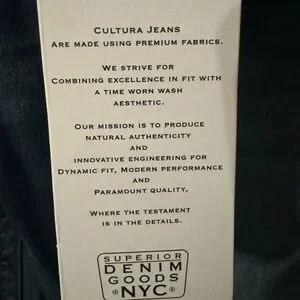 Cultura Jeans
are made using premium fabrics.
We strive for
Combining excellence in fit with
a time worn wash
aesthetic.
Our mission is to produce
natural authenticity
and
innovative engineering for
Dynamic fit, Modern performance
and
Paramount quality,
Where the testament
is in the details.
SUPERIOR
DENIM
GOODS
NYC